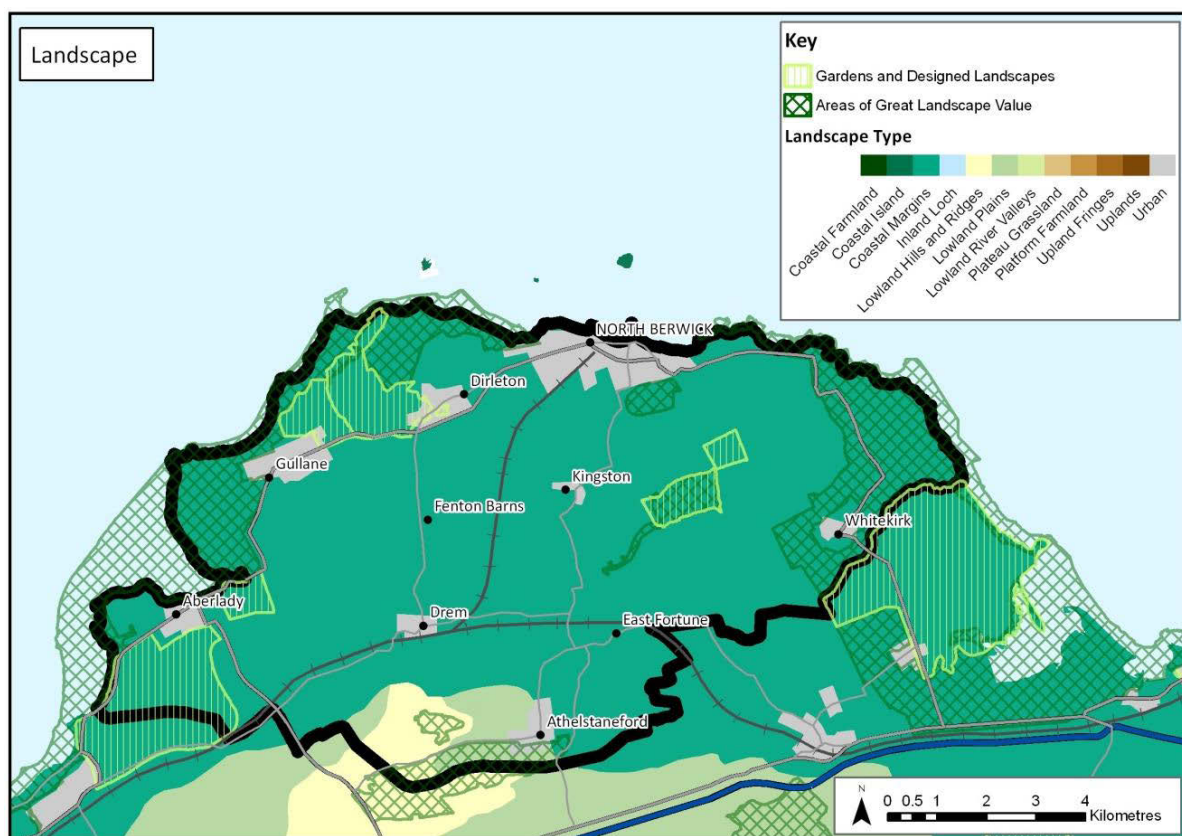 Landscape
Key
Gardens and Designed Landscapes
Areas of Great Landscape Value
Landscape Type
Coastal Farmland
Coastal Island
Coastal Margins
Inland Loch
Lowland Hills and Ridges
Lowland Plains
Lowland River Valleys
Plateau Grassland
Platform Farmland
Upland Fringes
Uplands
Urban
NORTH BERWICK
Dirleton
Gullane
Kingston
Fenton Barns
Whitekirk
Aberlady
Drem
East Fortune
Athelstaneford
N
0 0.5 1 2 3 4
Kilometres